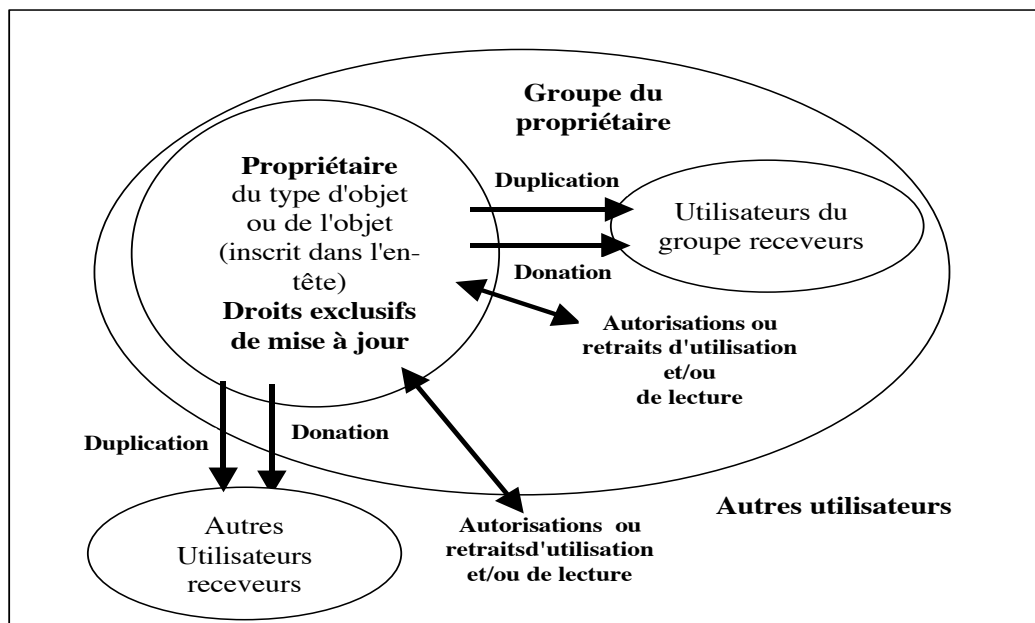 Groupe du
propriétaire
Propriétaire
du type d'objet
ou de l'objet
(inscrit dans l'en-
tête)
Droits exclusifs
de mise à jour
Duplication
Donation
Utilisateurs du
groupe receveurs
Autorisations ou
retraits d'utilisation
et/ou
de lecture
Duplication
Donation
Autres
Utilisateurs
receveurs
Autorisations ou
retraitsd'utilisation
et/ou de lecture
Autres utilisateurs